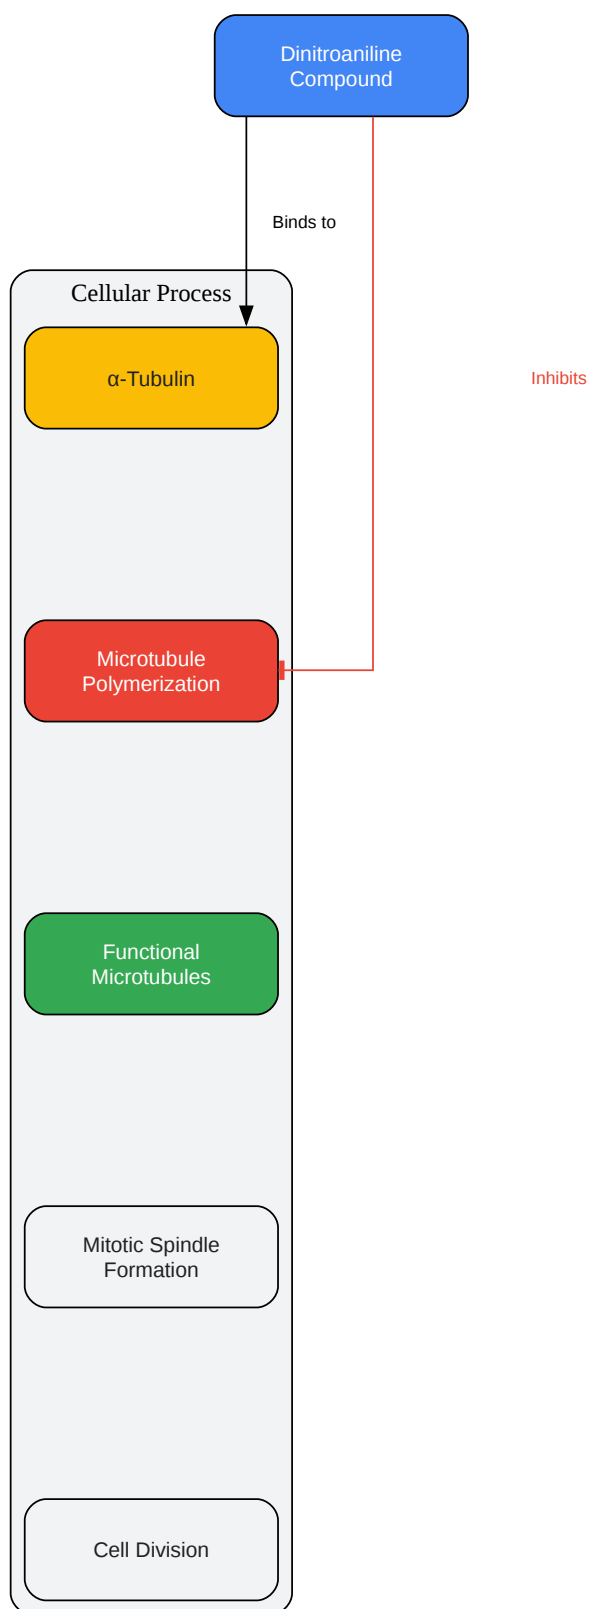 Dinitroaniline
Compound
Binds to
Cellular Process
α-Tubulin
Inhibits
Microtubule
Polymerization
Functional
Microtubules
Mitotic Spindle
Formation
Cell Division